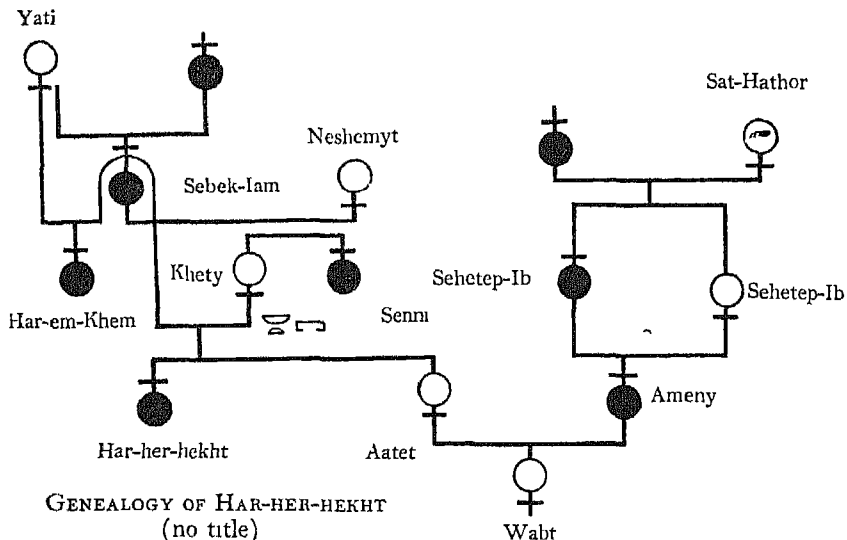 Yati
Sat-Hathor
Neshemyt
Sebek-Iam
Khety
Sehetep-Ib
Sehetep-Ib
Har-em-Khem
Senni
Ameny
Har-her-hekht
Aatet
GENEALOGY OF HAR-HER-HEKHT
(no title)
Wabt